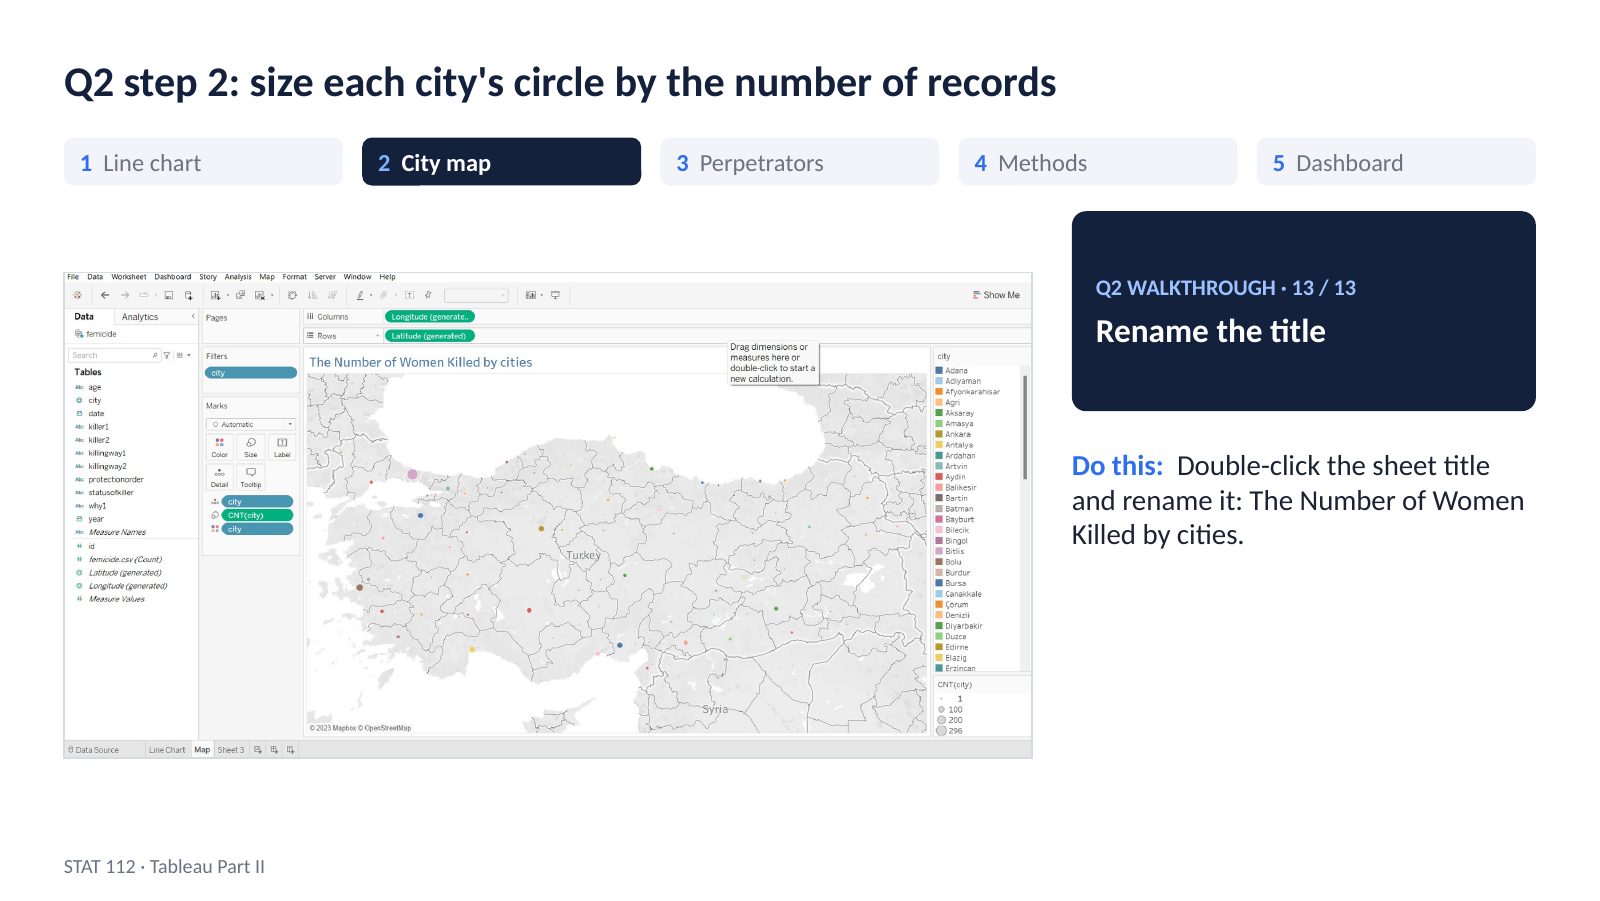 Q2 step 2: size each city's circle by the number of records
1 Line chart
2 City map
3 Perpetrators
4 Methods
5 Dashboard
File Data Worksheet Dashboard Story Analysis Map Format Server Window Help
Show Me
Data Analytics
femicide
Search
Tables
age
city
date
killer1
killer2
killingway1
killingway2
protectionorder
statusofkiller
why1
year
Measure Names
id
femicide.csv (Count)
Latitude (generated)
Longitude (generated)
Measure Values
Pages
Filters
city
Marks
Automatic
Color Size Label
Detail Tooltip
city
CNT(city)
city
Columns Longitude (generate..
Rows Latitude (generated)
The Number of Women Killed by cities
Drag dimensions or
measures here or
double-click to start a
new calculation.
Turkey
Syria
© 2023 Mapbox © OpenStreetMap
city
Adana
Adiyaman
Afyonkarahisar
Agri
Aksaray
Amasya
Ankara
Antalya
Ardahan
Artvin
Aydin
Balikesir
Bartin
Batman
Bayburt
Bilecik
Bingol
Bitlis
Bolu
Burdur
Bursa
Canakkale
Çorum
Denizli
Diyarbakir
Duzce
Edirne
Elazig
Erzincan
CNT(city)
1
100
200
296
Data Source Line Chart Map Sheet 3
Q2 WALKTHROUGH · 13 / 13
Rename the title
Do this: Double-click the sheet title
and rename it: The Number of Women
Killed by cities.
STAT 112 · Tableau Part II